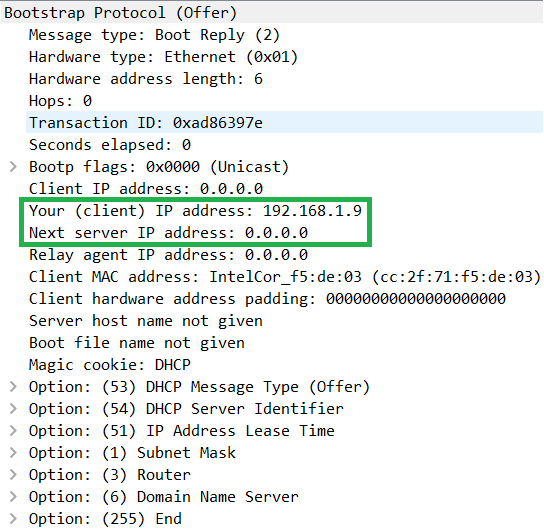 Bootstrap Protocol (Offer)
Message type: Boot Reply (2)
Hardware type: Ethernet (0x01)
Hardware address length: 6
Hops: 0
Transaction ID: 0xad86397e
Seconds elapsed: 0
Bootp flags: 0x0000 (Unicast)
Client IP address: 0.0.0.0
Your (client) IP address: 192.168.1.9
Next server IP address: 0.0.0.0
Relay agent IP address: 0.0.0.0
Client MAC address: IntelCor_f5:de:03 (cc:2f:71:f5:de:03)
Client hardware address padding: 00000000000000000000
Server host name not given
Boot file name not given
Magic cookie: DHCP
Option: (53) DHCP Message Type (Offer)
Option: (54) DHCP Server Identifier
Option: (51) IP Address Lease Time
Option: (1) Subnet Mask
Option: (3) Router
Option: (6) Domain Name Server
Option: (255) End